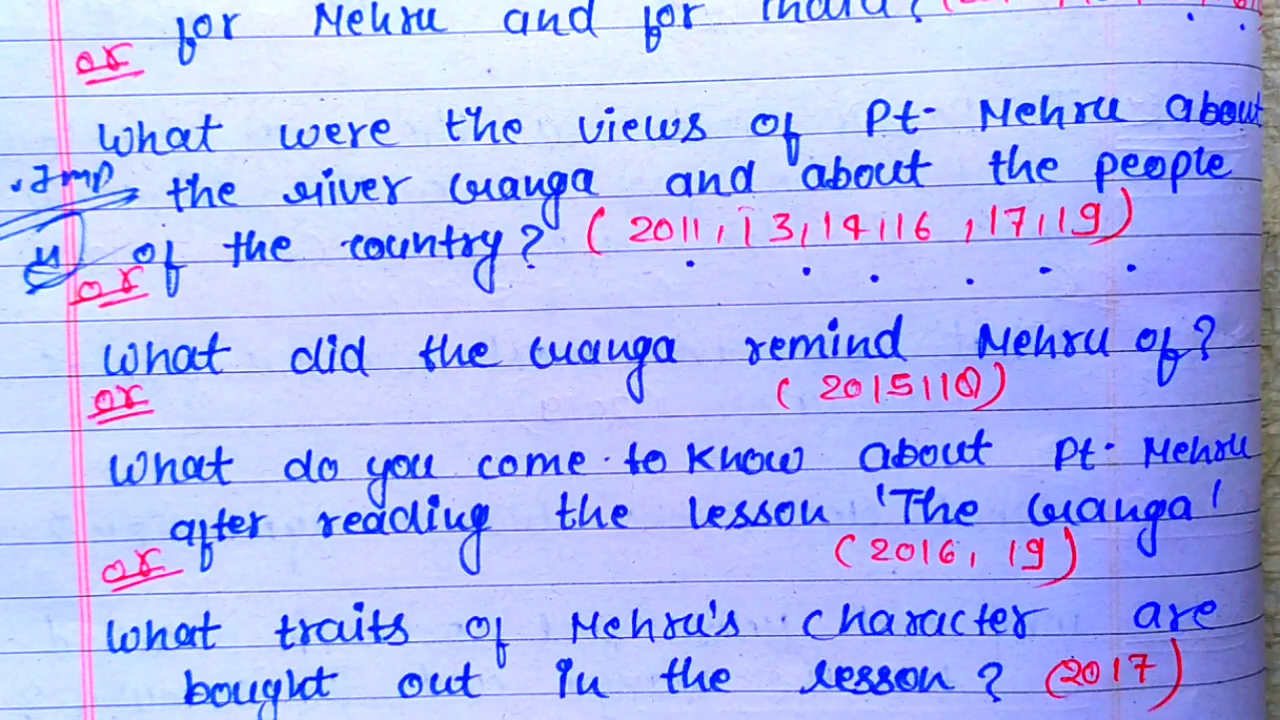 for Nehru and for India?
or
What were the views of Pt. Nehru about
.Imp the river Ganga and about the people
of the country? (2011, 13, 14, 16, 17, 19)
or
What did the Ganga remind Nehru of?
or (2015, 18)
What do you come to know about Pt. Nehru
after reading the lesson 'The Ganga'
or (2016, 19)
What traits of Nehru's character are
bought out in the lesson? (2017)